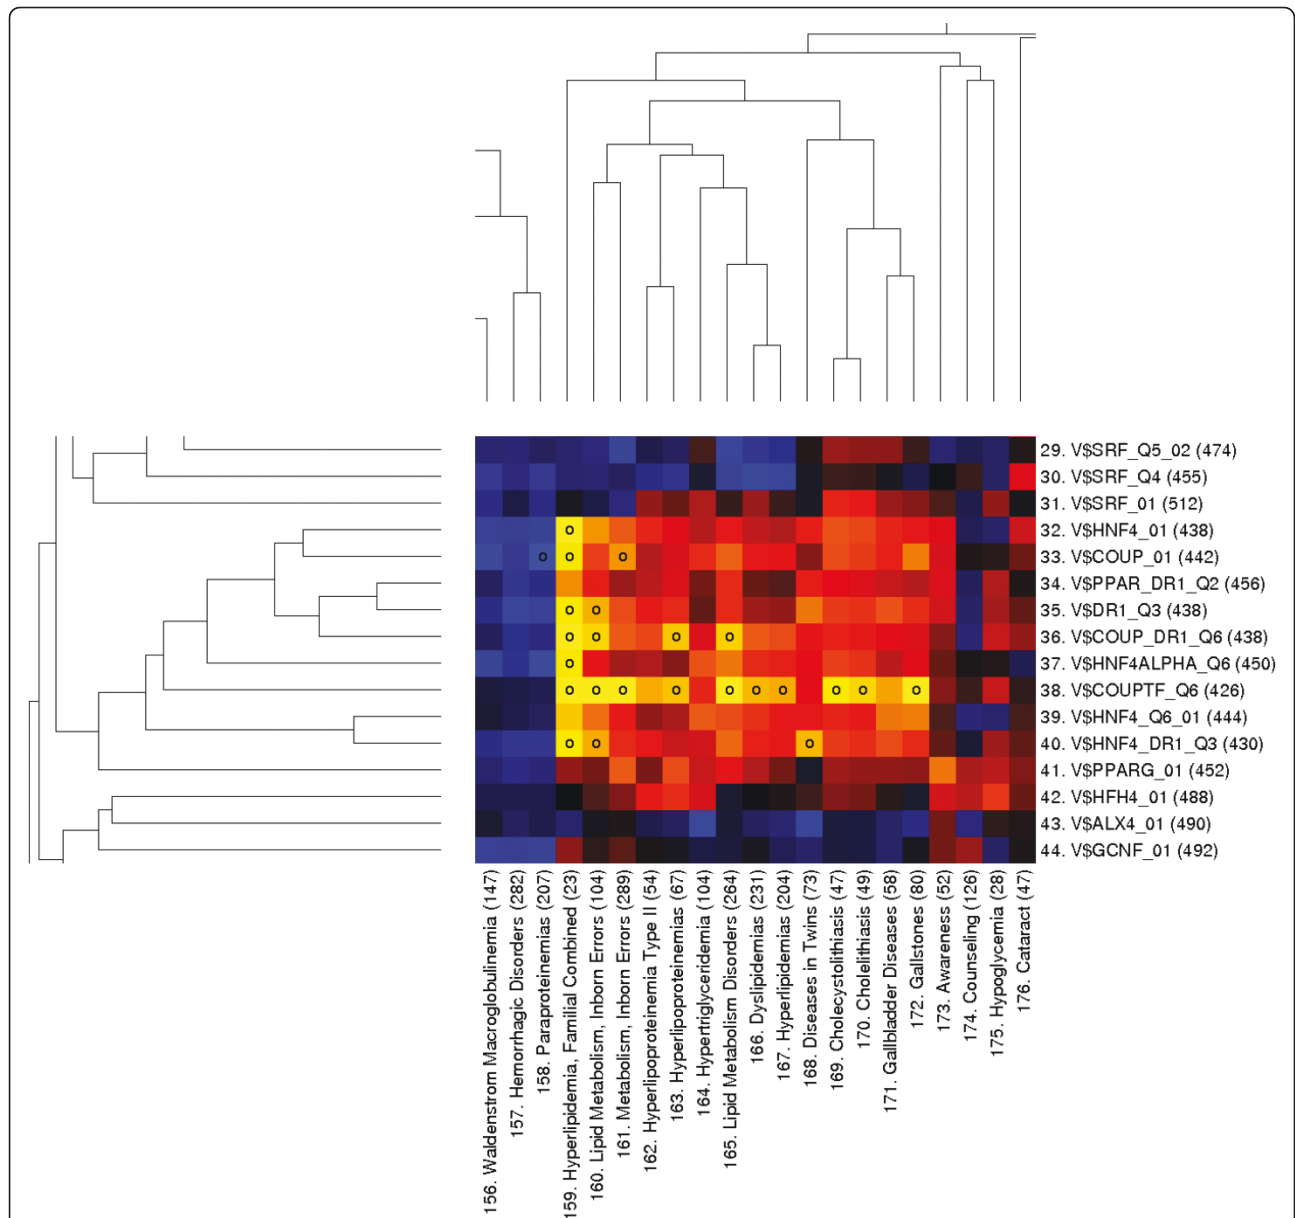 29. V$SRF_Q5_02 (474)
30. V$SRF_Q4 (455)
31. V$SRF_01 (512)
o
32. V$HNF4_01 (438)
o o o
33. V$COUP_01 (442)
34. V$PPAR_DR1_Q2 (456)
o o
35. V$DR1_Q3 (438)
o o o o
36. V$COUP_DR1_Q6 (438)
o
37. V$HNF4ALPHA_Q6 (450)
o o o o o o o o o o
38. V$COUPTF_Q6 (426)
39. V$HNF4_Q6_01 (444)
o o o
40. V$HNF4_DR1_Q3 (430)
41. V$PPARG_01 (452)
42. V$HFH4_01 (488)
43. V$ALX4_01 (490)
44. V$GCNF_01 (492)
156. Waldenstrom Macroglobulinemia (147)
157. Hemorrhagic Disorders (282)
158. Paraproteinemias (207)
159. Hyperlipidemia, Familial Combined (23)
160. Lipid Metabolism, Inborn Errors (104)
161. Metabolism, Inborn Errors (289)
162. Hyperlipoproteinemia Type II (54)
163. Hyperlipoproteinemias (67)
164. Hypertriglyceridemia (104)
165. Lipid Metabolism Disorders (264)
166. Dyslipidemias (231)
167. Hyperlipidemias (204)
168. Diseases in Twins (73)
169. Cholecystolithiasis (47)
170. Cholelithiasis (49)
171. Gallbladder Diseases (58)
172. Gallstones (80)
173. Awareness (52)
174. Counseling (126)
175. Hypoglycemia (28)
176. Cataract (47)